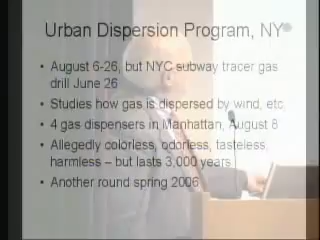 Urban Dispersion Program, NY
• August 6-26, but NYC subway tracer gas
drill June 26
• Studies how gas is dispersed by wind, etc.
• 4 gas dispensers in Manhattan, August 8
• Allegedly colorless, odorless, tasteless,
harmless – but lasts 3,000 years
• Another round spring 2006